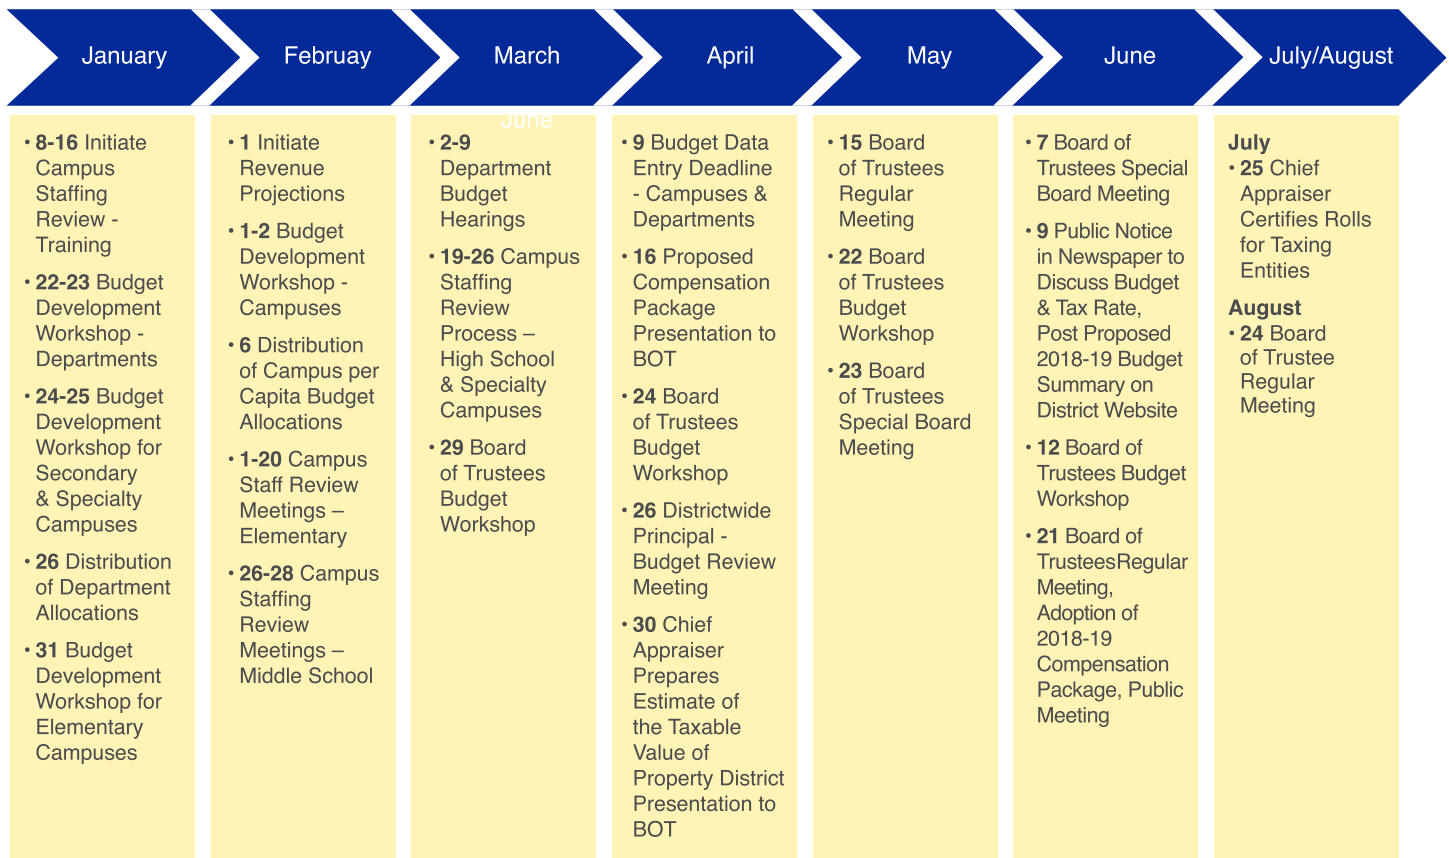 January
Februay
March
April
May
June
July/August
June
• 8-16 Initiate
Campus
Staffing
Review -
Training
• 22-23 Budget
Development
Workshop -
Departments
• 24-25 Budget
Development
Workshop for
Secondary
& Specialty
Campuses
• 26 Distribution
of Department
Allocations
• 31 Budget
Development
Workshop for
Elementary
Campuses
• 1 Initiate
Revenue
Projections
• 1-2 Budget
Development
Workshop -
Campuses
• 6 Distribution
of Campus per
Capita Budget
Allocations
• 1-20 Campus
Staff Review
Meetings –
Elementary
• 26-28 Campus
Staffing
Review
Meetings –
Middle School
• 2-9
Department
Budget
Hearings
• 19-26 Campus
Staffing
Review
Process –
High School
& Specialty
Campuses
• 29 Board
of Trustees
Budget
Workshop
• 9 Budget Data
Entry Deadline
- Campuses &
Departments
• 16 Proposed
Compensation
Package
Presentation to
BOT
• 24 Board
of Trustees
Budget
Workshop
• 26 Districtwide
Principal -
Budget Review
Meeting
• 30 Chief
Appraiser
Prepares
Estimate of
the Taxable
Value of
Property District
Presentation to
BOT
• 15 Board
of Trustees
Regular
Meeting
• 22 Board
of Trustees
Budget
Workshop
• 23 Board
of Trustees
Special Board
Meeting
• 7 Board of
Trustees Special
Board Meeting
• 9 Public Notice
in Newspaper to
Discuss Budget
& Tax Rate,
Post Proposed
2018-19 Budget
Summary on
District Website
• 12 Board of
Trustees Budget
Workshop
• 21 Board of
TrusteesRegular
Meeting,
Adoption of
2018-19
Compensation
Package, Public
Meeting
July
• 25 Chief
Appraiser
Certifies Rolls
for Taxing
Entities
August
• 24 Board
of Trustee
Regular
Meeting